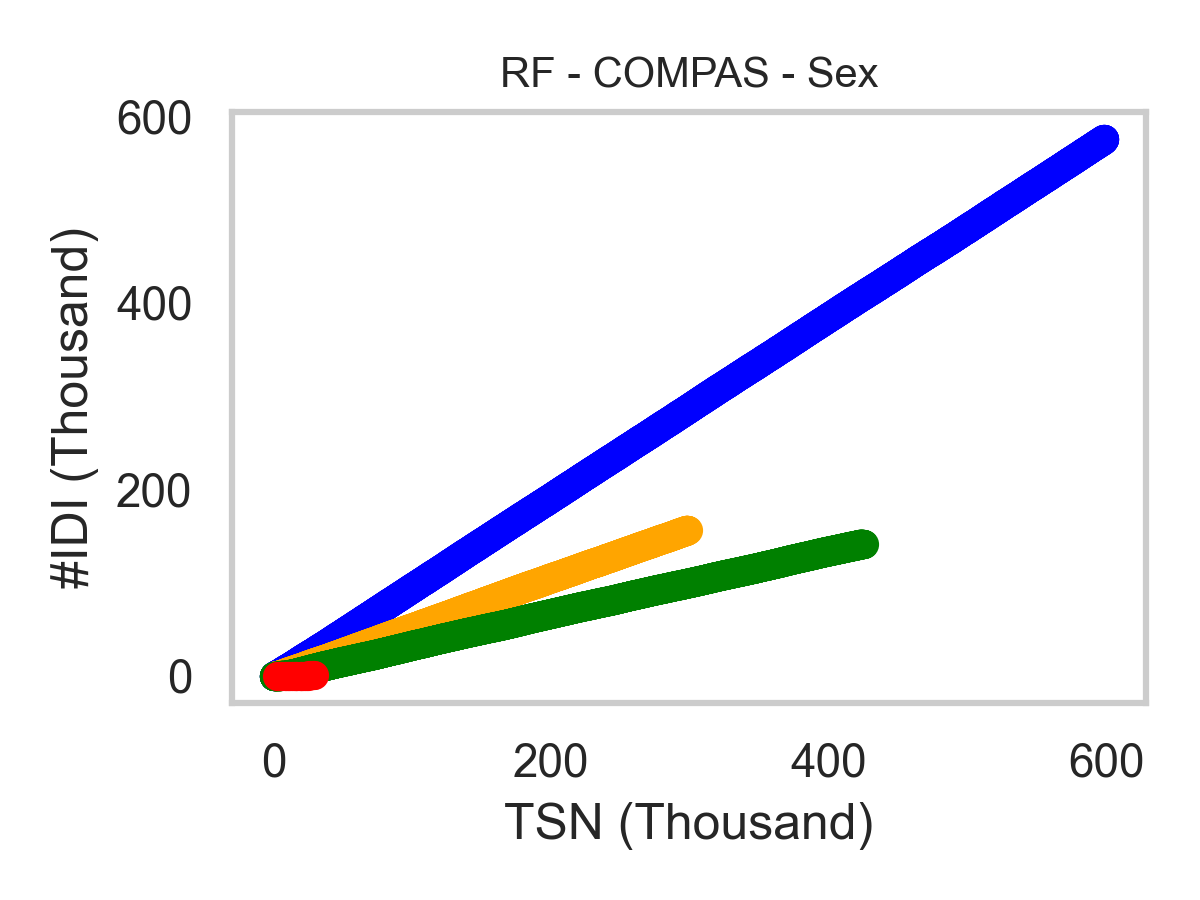 RF - COMPAS - Sex
600
400
200
0
#IDI (Thousand)
0 200 400 600
TSN (Thousand)